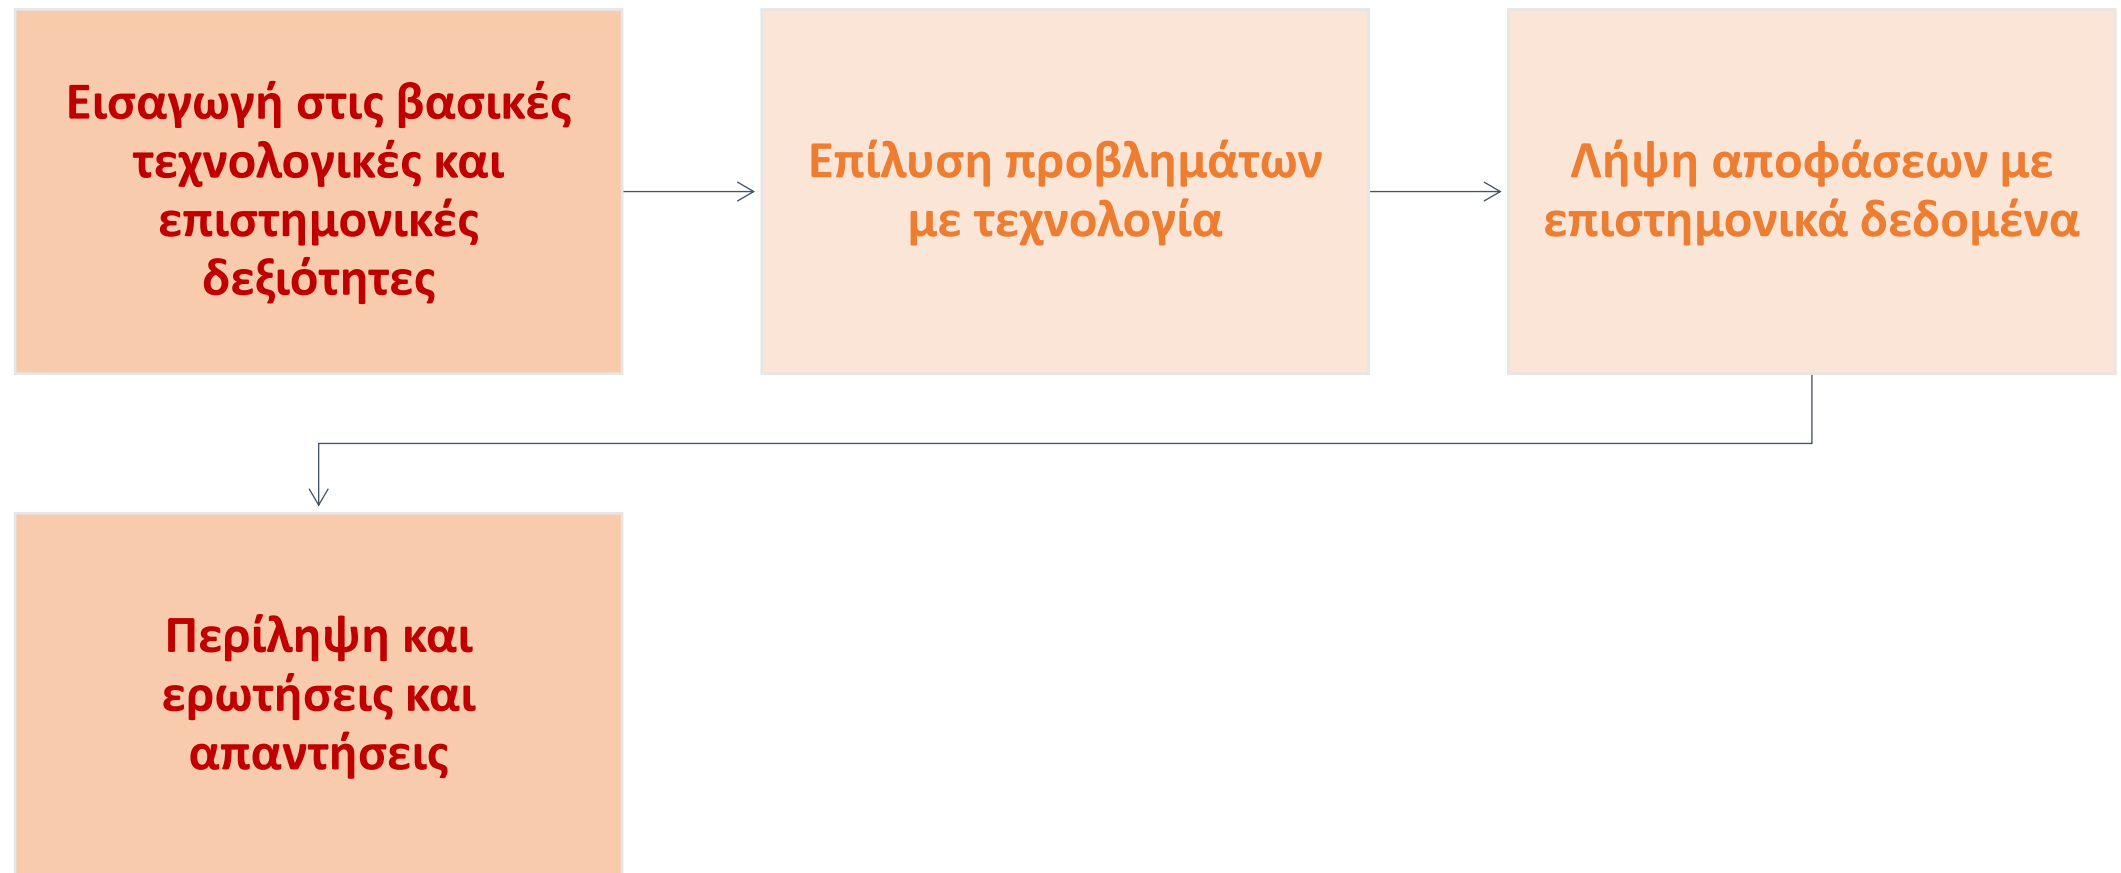 Εισαγωγή στις βασικές
τεχνολογικές και
επιστημονικές
δεξιότητες
Επίλυση προβλημάτων
με τεχνολογία
Λήψη αποφάσεων με
επιστημονικά δεδομένα
Περίληψη και
ερωτήσεις και
απαντήσεις